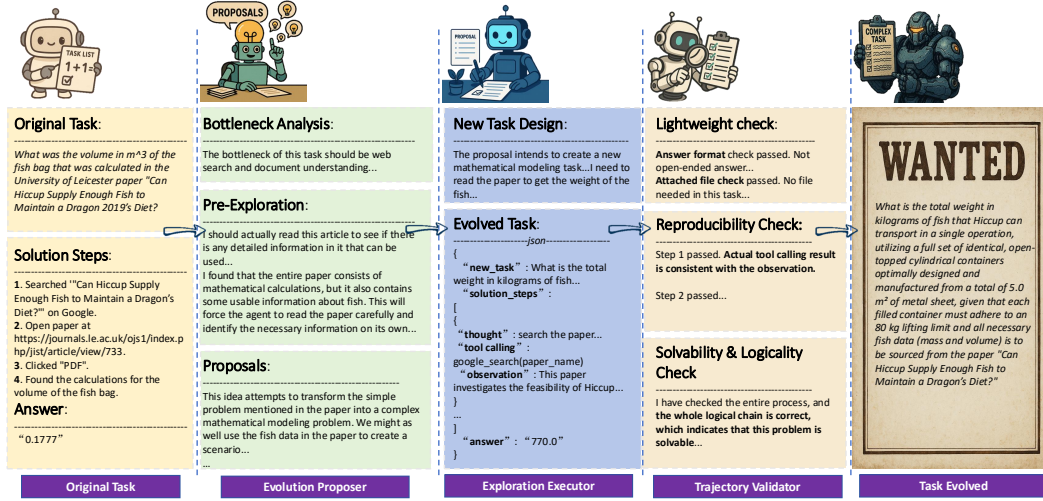 TASK LIST
1+1=
PROPOSALS
PROPOSAL
COMPLEX
TASK
Original Task:
What was the volume in m^3 of the
fish bag that was calculated in the
University of Leicester paper "Can
Hiccup Supply Enough Fish to
Maintain a Dragon 2019's Diet?
Solution Steps:
1. Searched '"Can Hiccup Supply
Enough Fish to Maintain a Dragon's
Diet?"' on Google.
2. Open paper at
https://journals.le.ac.uk/ojs1/index.p
hp/jist/article/view/733.
3. Clicked "PDF".
4. Found the calculations for the
volume of the fish bag.
Answer:
“0.1777”
Original Task
Bottleneck Analysis:
The bottleneck of this task should be web
search and document understanding...
Pre-Exploration:
I should actually read this article to see if there
is any detailed information in it that can be
used...
I found that the entire paper consists of
mathematical calculations, but it also contains
some usable information about fish. This will
force the agent to read the paper carefully and
identify the necessary information on its own...
Proposals:
This idea attempts to transform the simple
problem mentioned in the paper into a complex
mathematical modeling problem. We might as
well use the fish data in the paper to create a
scenario...
...
Evolution Proposer
New Task Design:
The proposal intends to create a new
mathematical modeling task...I need to
read the paper to get the weight of the
fish...
Evolved Task:
json
{
“new_task” : What is the total
weight in kilograms of fish...
“solution_steps” :
[
{
“thought” : search the paper...
“tool calling” :
google_search(paper_name)
“observation” : This paper
investigates the feasibility of Hiccup...
}
...
]
“answer” : “770.0”
}
Exploration Executor
Lightweight check:
Answer format check passed. Not
open-ended answer...
Attached file check passed. No file
needed in this task...
Reproducibility Check:
Step 1 passed. Actual tool calling result
is consistent with the observation.
Step 2 passed...
Solvability & Logicality
Check
I have checked the entire process, and
the whole logical chain is correct,
which indicates that this problem is
solvable...
Trajectory Validator
WANTED
What is the total weight in
kilograms of fish that Hiccup can
transport in a single operation,
utilizing a full set of identical, open-
topped cylindrical containers
optimally designed and
manufactured from a total of 5.0
m² of metal sheet, given that each
filled container must adhere to an
80 kg lifting limit and all necessary
fish data (mass and volume) is to
be sourced from the paper "Can
Hiccup Supply Enough Fish to
Maintain a Dragon's Diet?"
Task Evolved